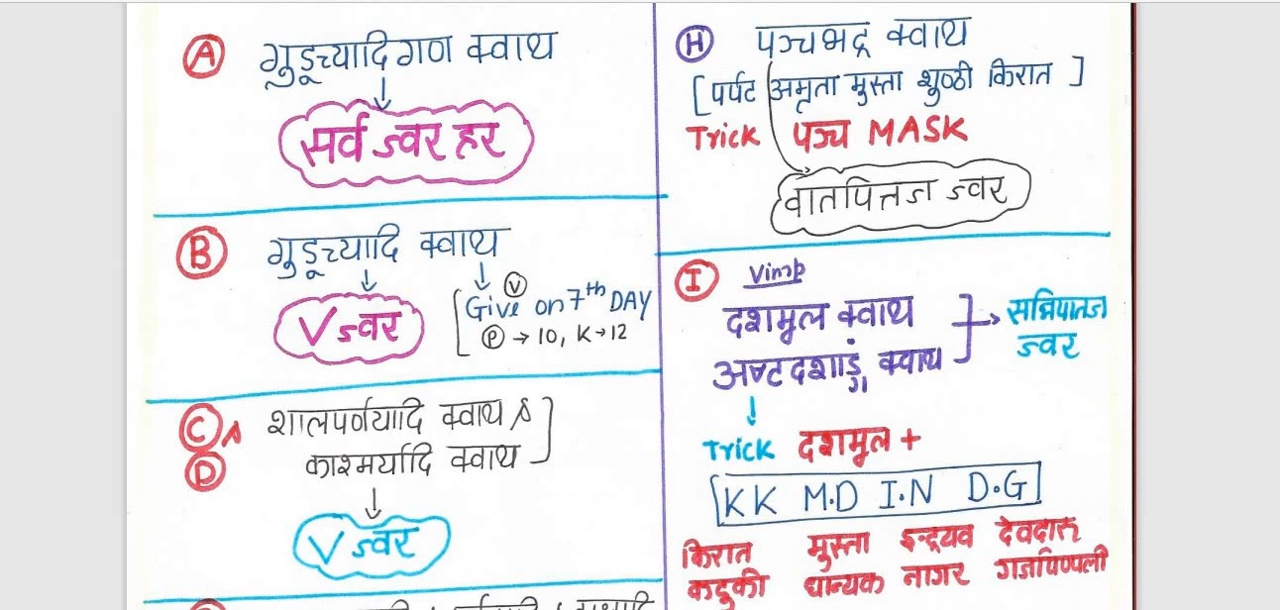 A गुडूच्यादि गण क्वाथ
↓
सर्व ज्वर हर
B गुडूच्यादि क्वाथ
↓ ↓
V ज्वर
[ Ⓥ
Give on 7th DAY
Ⓟ → 10, K → 12
C & शालपर्ण्यादि क्वाथ &
D काश्मर्यादि क्वाथ ]
↓
V ज्वर
H पञ्चभद्र क्वाथ
[ पर्पट अमृता मुस्ता शुण्ठी किरात ]
Trick पञ्च MASK
वातपित्तज ज्वर
I Vimp
दशमूल क्वाथ
अष्टदशाङ्ग क्वाथ ] → सन्निपातज
ज्वर
↓
Trick दशमूल +
[ KK M.D I.N D.G ]
किरात मुस्ता इन्द्रयव देवदारु
कटुकी धान्यक नागर गजपिप्पली